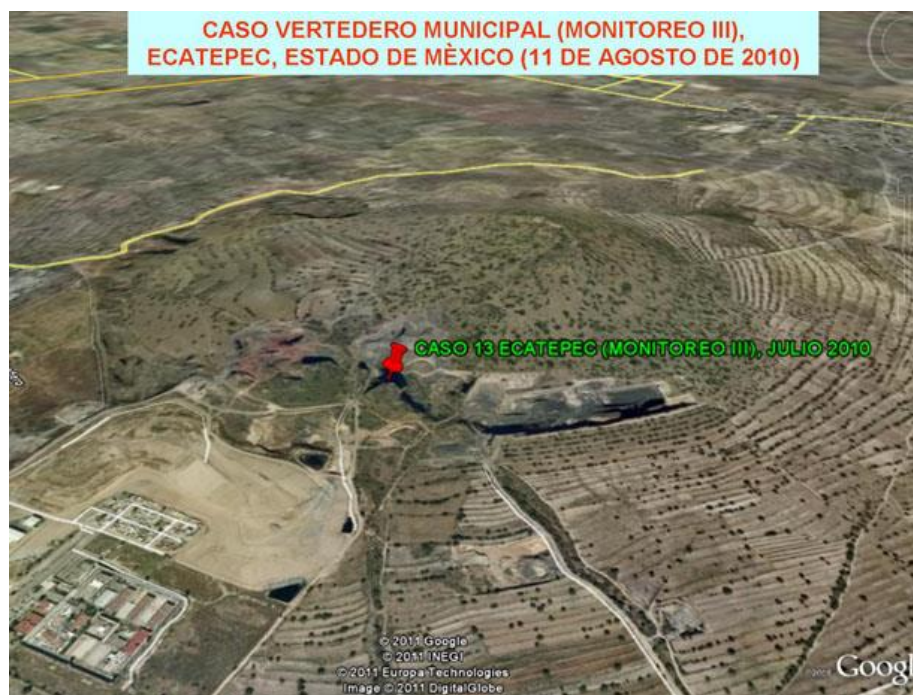 CASO VERTEDERO MUNICIPAL (MONITOREO III),
ECATEPEC, ESTADO DE MÈXICO (11 DE AGOSTO DE 2010)
CASO 13 ECATEPEC (MONITOREO III), JULIO 2010
© 2011 Google
© 2011 INEGI
© 2011 Europa Technologies
Image © 2011 DigitalGlobe
Googl